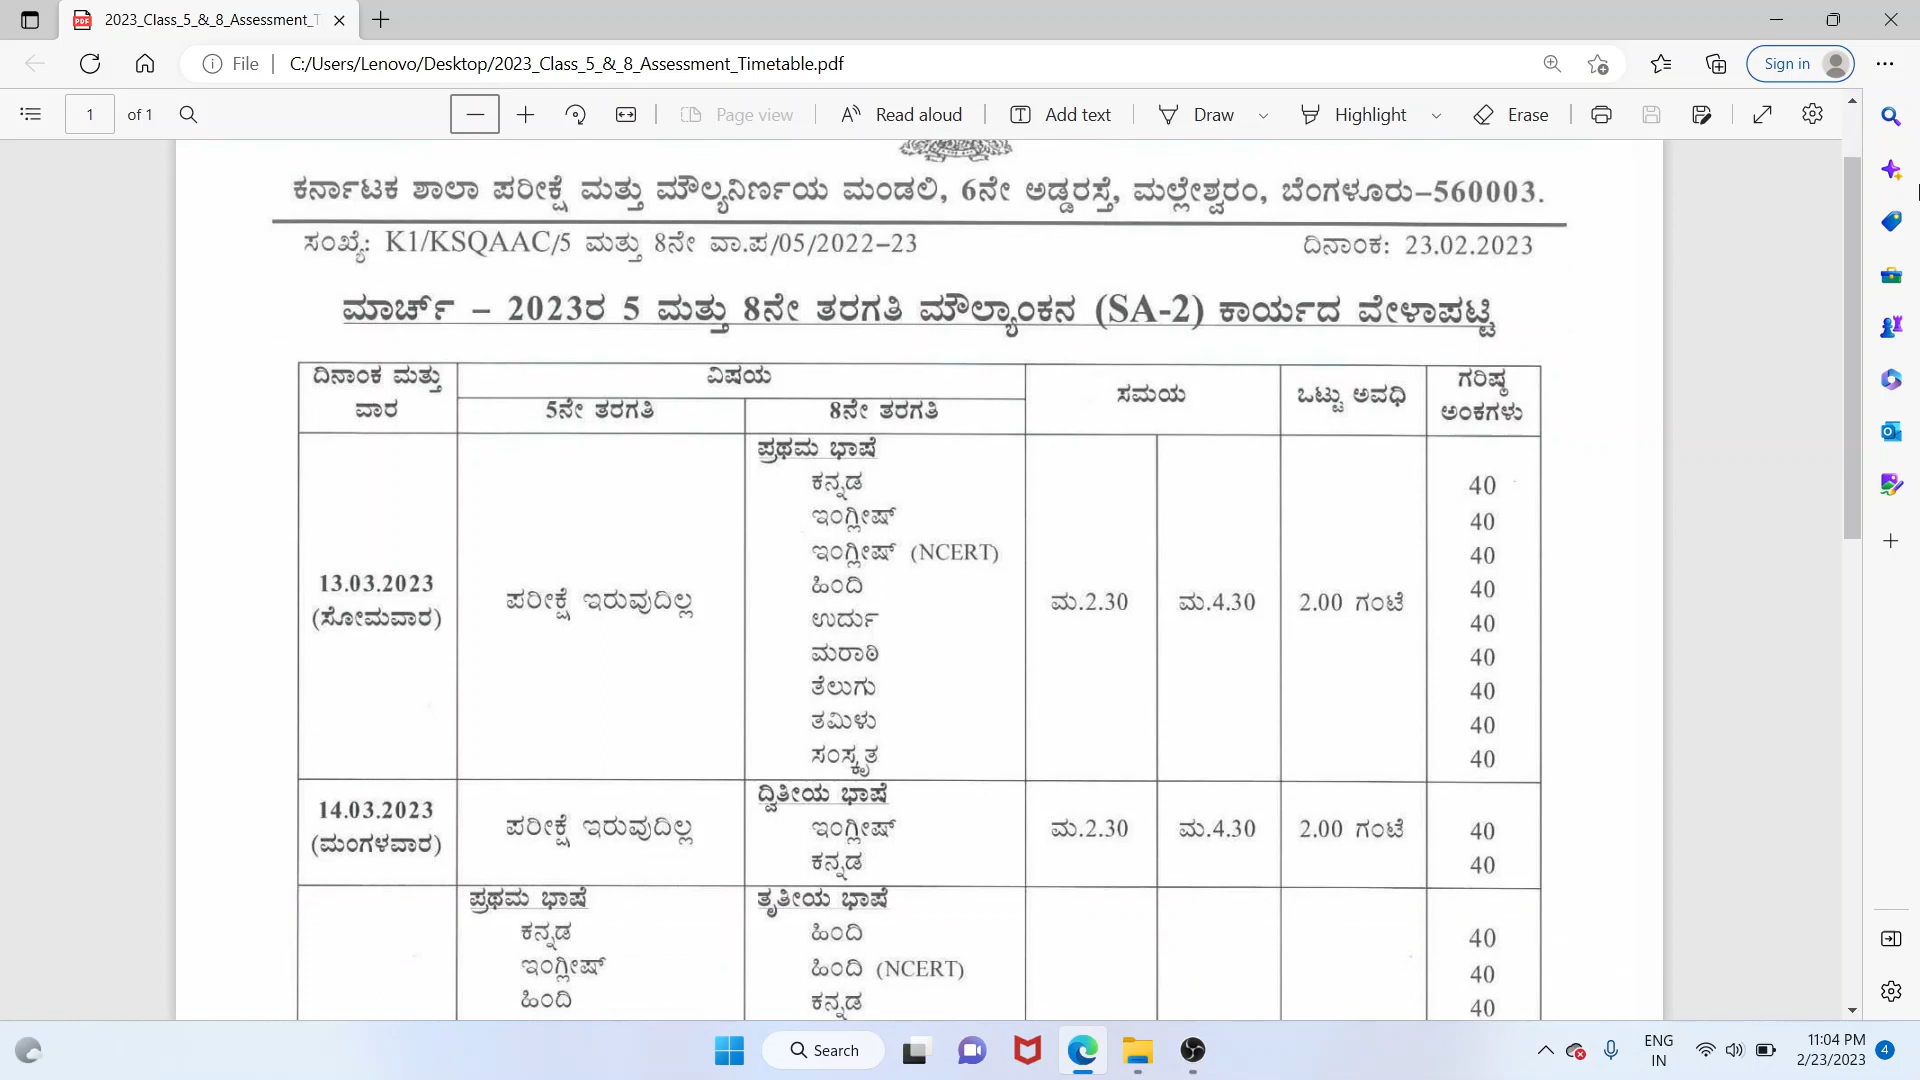 2023_Class_5_&_8_Assessment_T
File
C:/Users/Lenovo/Desktop/2023_Class_5_&_8_Assessment_Timetable.pdf
Sign in
1 of 1
Page view
Read aloud
Add text
Draw
Highlight
Erase
ಕರ್ನಾಟಕ ಶಾಲಾ ಪರೀಕ್ಷೆ ಮತ್ತು ಮೌಲ್ಯನಿರ್ಣಯ ಮಂಡಲಿ, 6ನೇ ಅಡ್ಡರಸ್ತೆ, ಮಲ್ಲೇಶ್ವರಂ, ಬೆಂಗಳೂರು-560003.
ಸಂಖ್ಯೆ: K1/KSQAAC/5 ಮತ್ತು 8ನೇ ವಾ.ಪ/05/2022-23 ದಿನಾಂಕ: 23.02.2023
ಮಾರ್ಚ್ – 2023ರ 5 ಮತ್ತು 8ನೇ ತರಗತಿ ಮೌಲ್ಯಾಂಕನ (SA-2) ಕಾರ್ಯದ ವೇಳಾಪಟ್ಟಿ
ದಿನಾಂಕ ಮತ್ತು ವಿಷಯ ಸಮಯ ಒಟ್ಟು ಅವಧಿ ಗರಿಷ್ಠ
ವಾರ 5ನೇ ತರಗತಿ 8ನೇ ತರಗತಿ ಅಂಕಗಳು
ಪ್ರಥಮ ಭಾಷೆ
ಕನ್ನಡ 40
ಇಂಗ್ಲೀಷ್ 40
ಇಂಗ್ಲೀಷ್ (NCERT) 40
13.03.2023 ಹಿಂದಿ 40
(ಸೋಮವಾರ) ಪರೀಕ್ಷೆ ಇರುವುದಿಲ್ಲ ಉರ್ದು ಮ.2.30 ಮ.4.30 2.00 ಗಂಟೆ 40
ಮರಾಠಿ 40
ತೆಲುಗು 40
ತಮಿಳು 40
ಸಂಸ್ಕೃತ 40
14.03.2023 ದ್ವಿತೀಯ ಭಾಷೆ
(ಮಂಗಳವಾರ) ಪರೀಕ್ಷೆ ಇರುವುದಿಲ್ಲ ಇಂಗ್ಲೀಷ್ ಮ.2.30 ಮ.4.30 2.00 ಗಂಟೆ 40
ಕನ್ನಡ 40
ಪ್ರಥಮ ಭಾಷೆ ತೃತೀಯ ಭಾಷೆ
ಕನ್ನಡ ಹಿಂದಿ 40
ಇಂಗ್ಲೀಷ್ ಹಿಂದಿ (NCERT) 40
ಹಿಂದಿ ಕನ್ನಡ 40
Search
ENG
IN
11:04 PM
2/23/2023
4